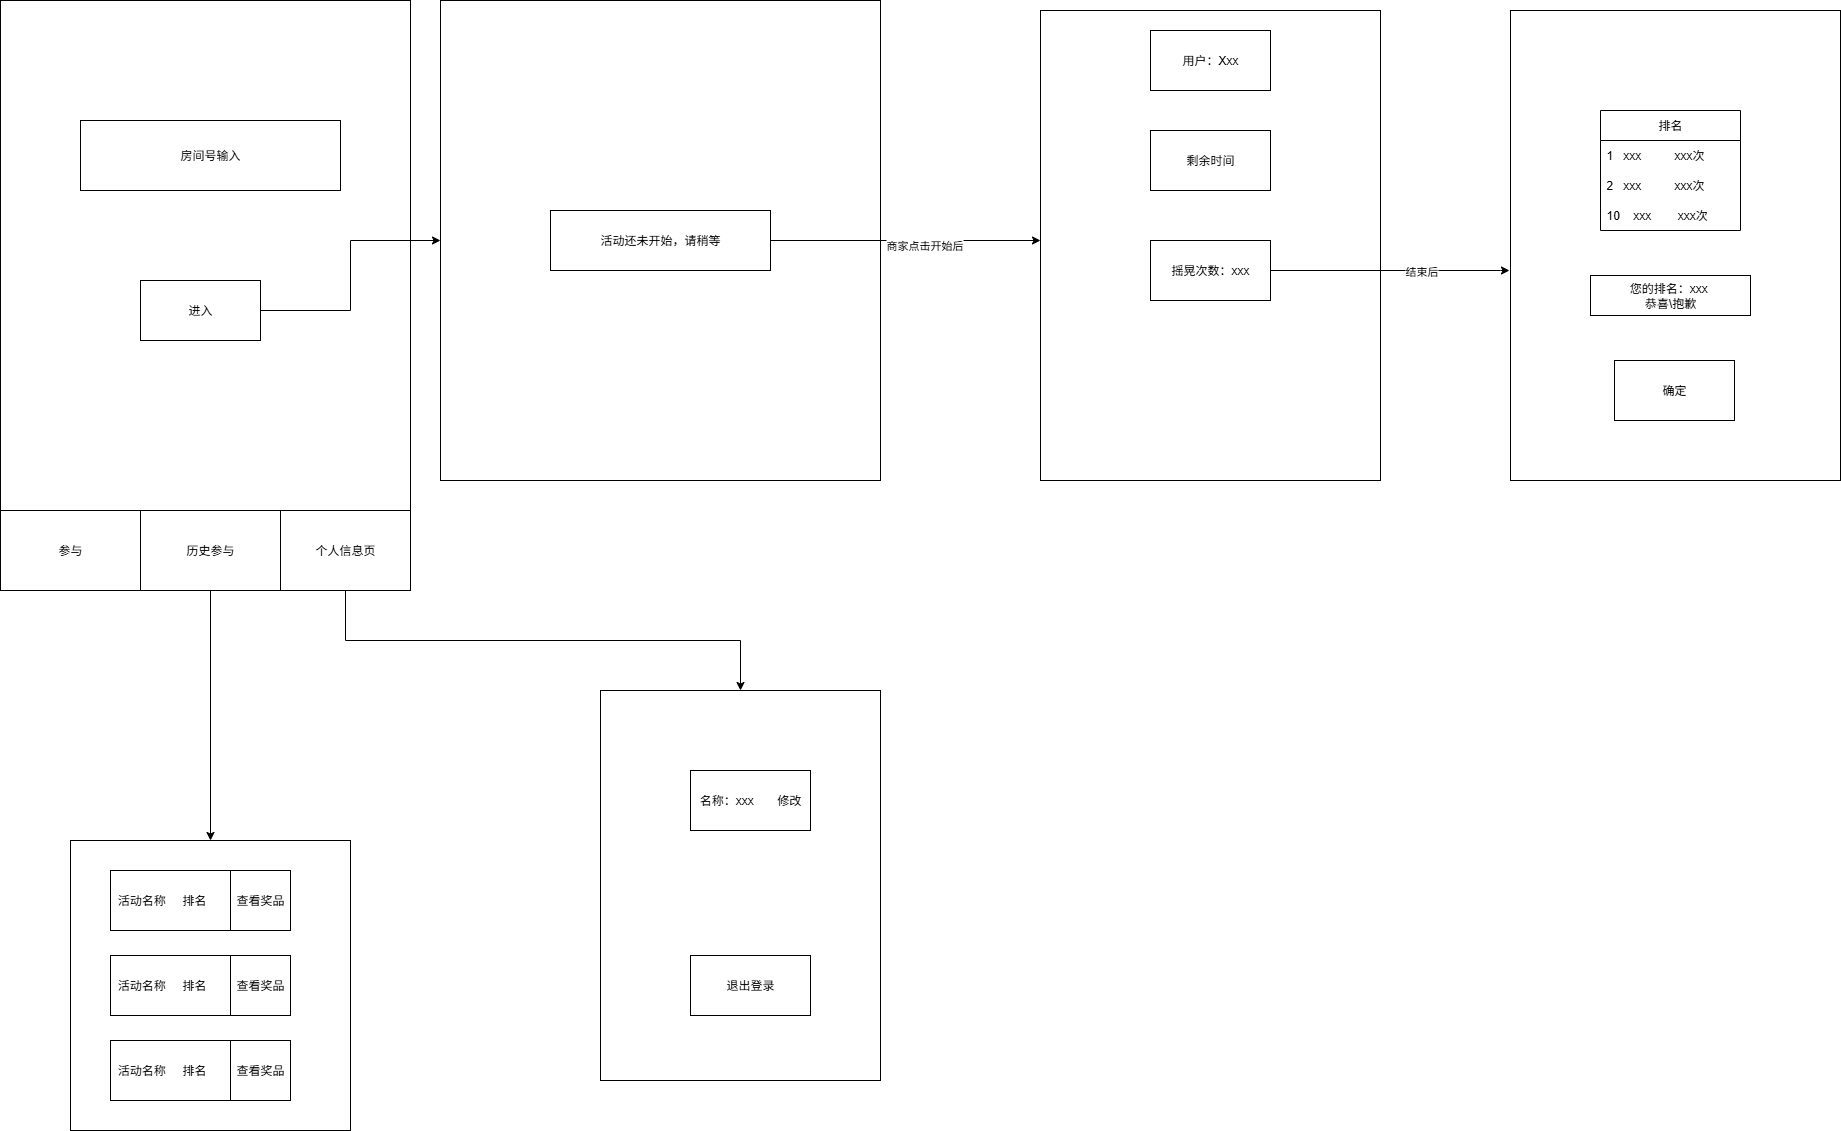 房间号输入
进入
参与
历史参与
个人信息页
活动还未开始，请稍等
商家点击开始后
用户：Xxx
剩余时间
摇晃次数：xxx
结束后
排名
1 xxx xxx次
2 xxx xxx次
10 xxx xxx次
您的排名：xxx
恭喜\抱歉
确定
活动名称 排名 查看奖品
活动名称 排名 查看奖品
活动名称 排名 查看奖品
名称：xxx 修改
退出登录